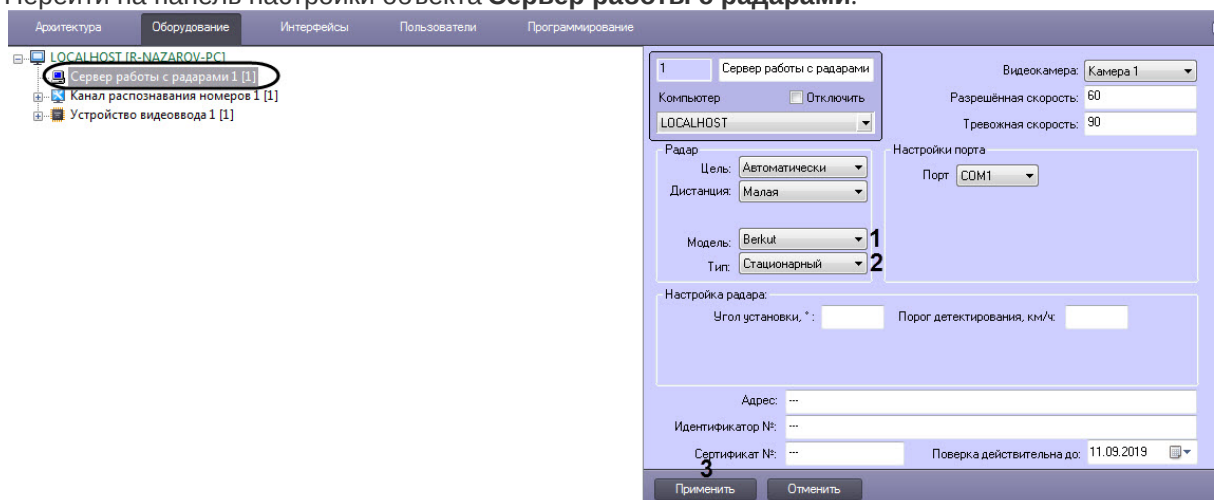 Перейти на панель настройки объекта Сервер работы с радарами.
Архитектура Оборудование Интерфейсы Пользователи Программирование
LOCALHOST [R-NAZAROV-PC]
Сервер работы с радарами 1 [1]
Канал распознавания номеров 1 [1]
Устройство видеоввода 1 [1]
1 Сервер работы с радарами
Компьютер Отключить
LOCALHOST
Видеокамера: Камера 1
Разрешённая скорость: 60
Тревожная скорость: 90
Радар
Цель: Автоматически
Дистанция: Малая
Модель: Berkut 1
Тип: Стационарный 2
Настройки порта
Порт COM1
Настройка радара:
Угол установки, ° : Порог детектирования, км/ч:
Адрес: ---
Идентификатор №: ---
Сертификат №: --- Поверка действительна до: 11.09.2019
3
Применить Отменить